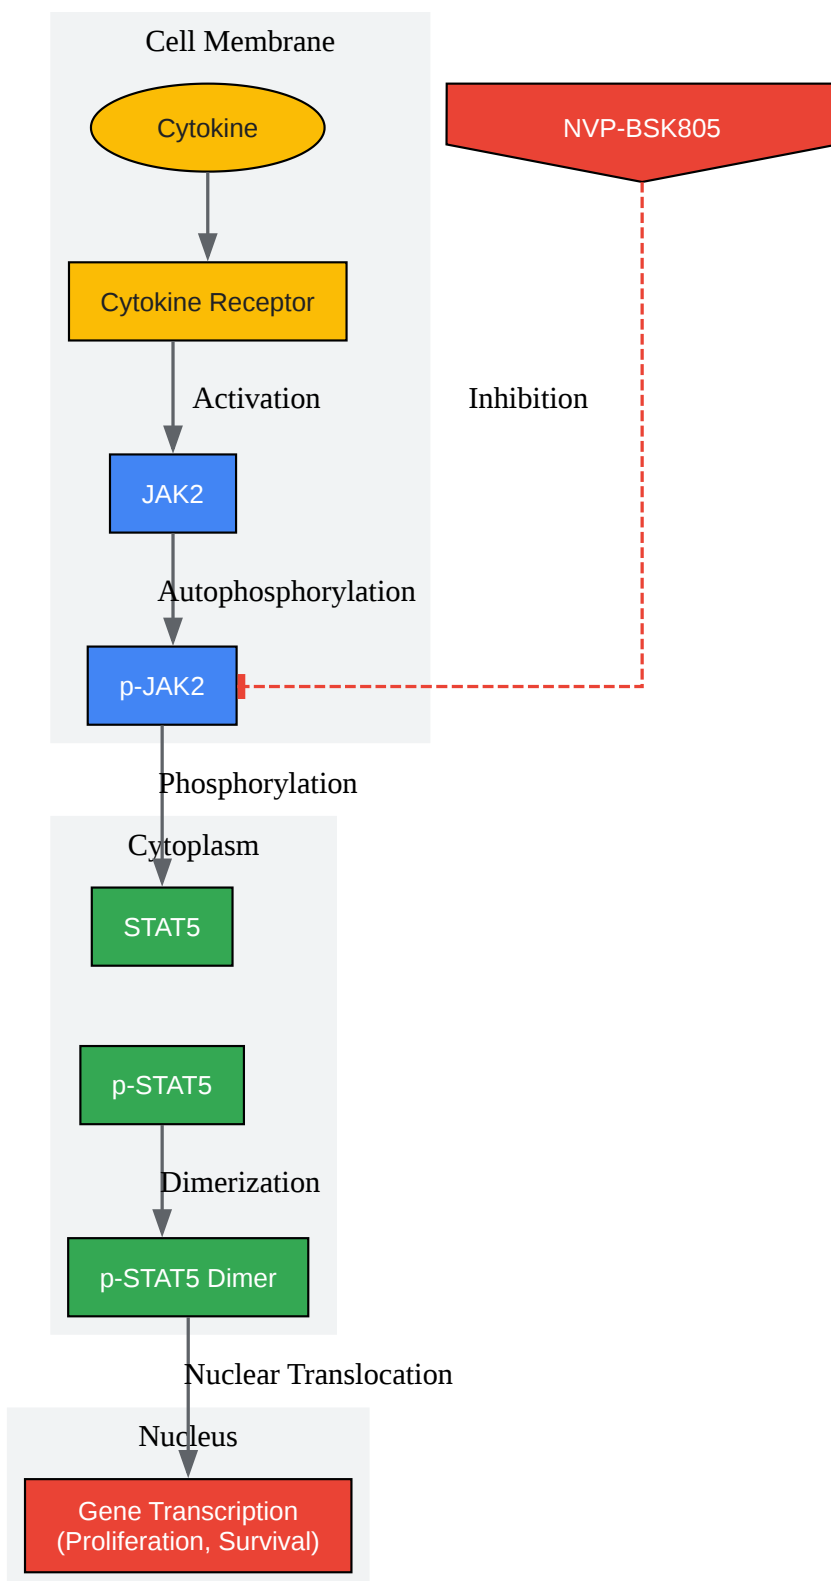 Cell Membrane
Cytokine
NVP-BSK805
Cytokine Receptor
Activation
Inhibition
JAK2
Autophosphorylation
p-JAK2
Phosphorylation
Cytoplasm
STAT5
p-STAT5
Dimerization
p-STAT5 Dimer
Nuclear Translocation
Nucleus
Gene Transcription
(Proliferation, Survival)